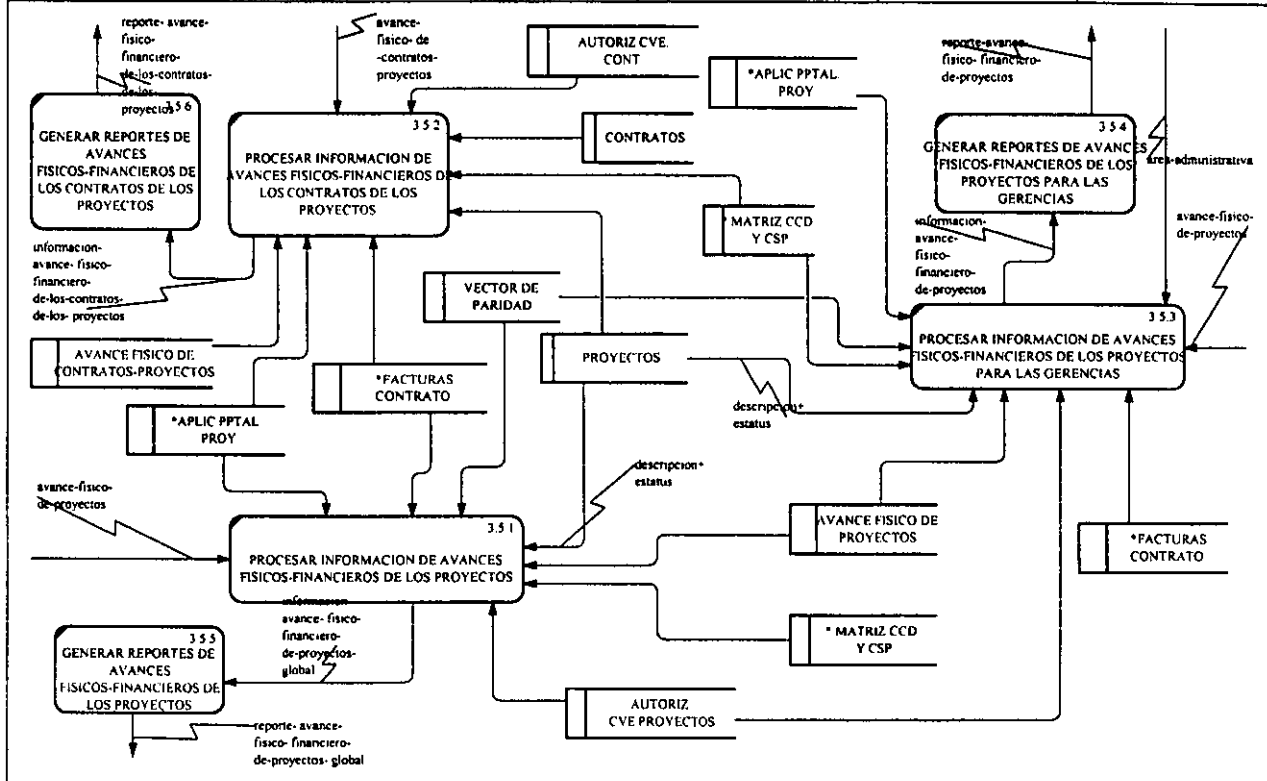 reporte- avance-
fisico-
financiero-
de-los-contratos-
de-los-
proyectos
avance-
fisico- de
-contratos-
proyectos
AUTORIZ CVE.
CONT
*APLIC PPTAL
PROY
reporte-avance-
fisico- financiero-
de-proyectos
3 5 6
GENERAR REPORTES DE
AVANCES
FISICOS-FINANCIEROS DE
LOS CONTRATOS DE LOS
PROYECTOS
3 5 2
PROCESAR INFORMACION DE
AVANCES FISICOS-FINANCIEROS DE
LOS CONTRATOS DE LOS
PROYECTOS
CONTRATOS
3 5 4
GENERAR REPORTES DE AVANCES
FISICOS-FINANCIEROS DE LOS
PROYECTOS PARA LAS
GERENCIAS
area-administrativa
* MATRIZ CCD
Y CSP
informacion-
avance-
fisico-
financiero-
de-proyectos
avance-fisico-
de-proyectos
informacion-
avance- fisico-
financiero-
de-los-contratos-
de-los- proyectos
VECTOR DE
PARIDAD
3 5 3
PROCESAR INFORMACION DE AVANCES
FISICOS-FINANCIEROS DE LOS PROYECTOS
PARA LAS GERENCIAS
AVANCE FISICO DE
CONTRATOS-PROYECTOS
PROYECTOS
*FACTURAS
CONTRATO
descripcion+
estatus
*APLIC PPTAL
PROY
descripcion+
estatus
avance-fisico-
de-proyectos
3.5 1
PROCESAR INFORMACION DE AVANCES
FISICOS-FINANCIEROS DE LOS PROYECTOS
AVANCE FISICO DE
PROYECTOS
*FACTURAS
CONTRATO
informacion-
avance- fisico-
financiero-
de-proyectos-
global
* MATRIZ CCD
Y CSP
3 5 5
GENERAR REPORTES DE
AVANCES
FISICOS-FINANCIEROS DE
LOS PROYECTOS
AUTORIZ
CVE PROYECTOS
reporte- avance-
fisico- financiero-
de-proyectos- global